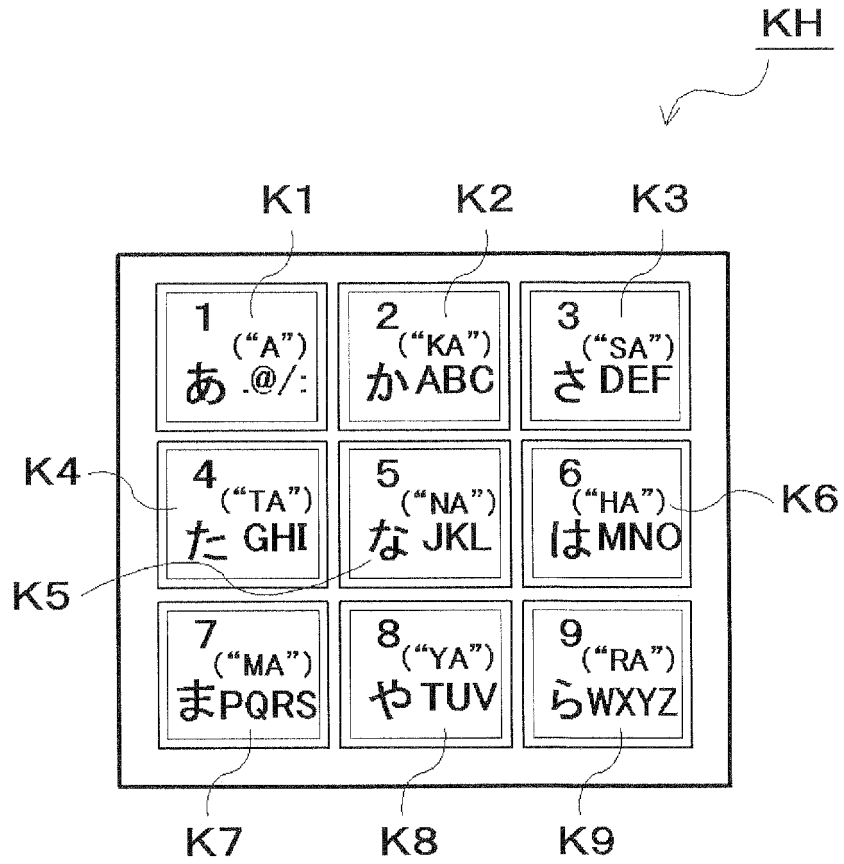 KH
K1 K2 K3
1 2 3
("A") ("KA") ("SA")
あ .@/: か ABC さ DEF
K4 4 5 6
("TA") ("NA") ("HA") K6
た GHI な JKL は MNO
K5
7 8 9
("MA") ("YA") ("RA")
ま PQRS や TUV ら WXYZ
K7 K8 K9